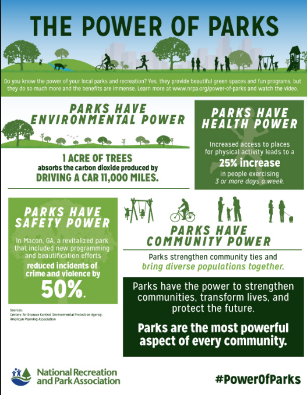 THE POWER OF PARKS
Do you know the power of your local parks and recreation? Yes, they provide beautiful green spaces and fun programs, but
they do so much more and the benefits are immense. Learn more at www.nrpa.org/power-of-parks and watch the video.
PARKS HAVE
ENVIRONMENTAL POWER
1 ACRE OF TREES
absorbs the carbon dioxide produced by
DRIVING A CAR 11,000 MILES.
PARKS HAVE
HEALTH POWER
Increased access to places
for physical activity leads to a
25% increase
in people exercising
3 or more days a week.
PARKS HAVE
SAFETY POWER
In Macon, GA, a revitalized park
that included new programming
and beautification efforts
reduced incidents of
crime and violence by
50%.
PARKS HAVE
COMMUNITY POWER
Parks strengthen community ties and
bring diverse populations together.
Parks have the power to strengthen
communities, transform lives, and
protect the future.
Parks are the most powerful
aspect of every community.
Sources:
Centers for Disease Control, Environmental Protection Agency,
American Planning Association
National Recreation
and Park Association
#PowerOfParks